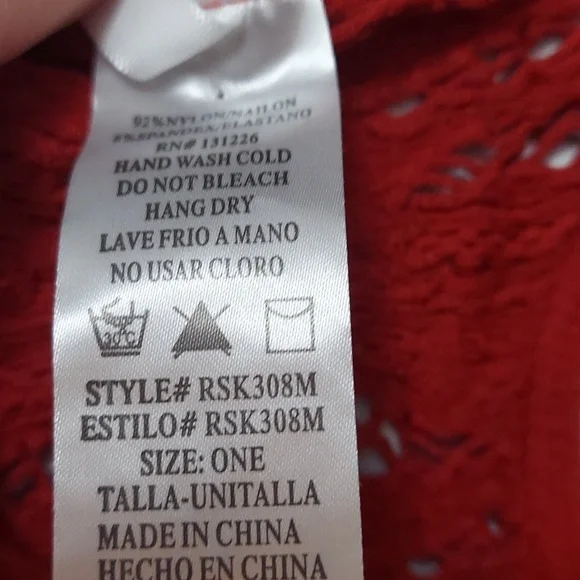 92% NYLON/NAILON
8% SPANDEX/ELASTANO
RN# 131226
HAND WASH COLD
DO NOT BLEACH
HANG DRY
LAVE FRIO A MANO
NO USAR CLORO
30°C
STYLE# RSK308M
ESTILO# RSK308M
SIZE: ONE
TALLA-UNITALLA
MADE IN CHINA
HECHO EN CHINA